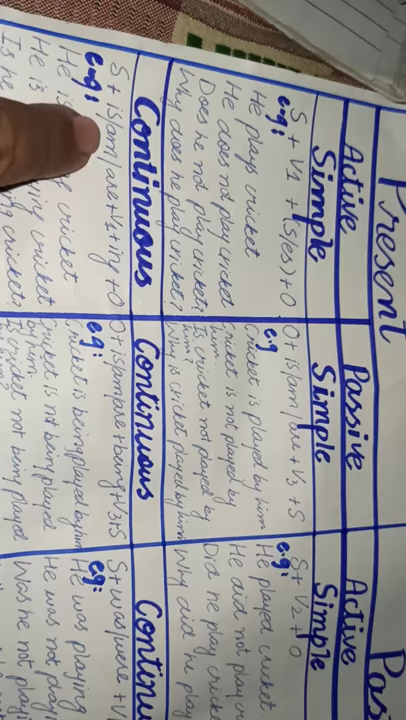 Present
Active
Simple
S + V1 + (s/es) + O
e.g:
He plays cricket
He does not play cricket
Does he not play cricket?
Why does he play cricket?
Continuous
S + is/am/are + V1 + ing + O
e.g:
He is cricket
He is cricket
Is he cricket?
Passive
Simple
O + is/am/are + V3 + S
e.g
Cricket is played by him
Cricket is not played by
him.
Is cricket not played by
him?
Why is cricket played by him
Continuous
O + is/am/are + being + V3 + S
e.g:
Cricket is being played by him
Cricket is not being played
by him.
Is cricket not being played
Pas
Active
Simple
S + V2 + O
e.g:
He played cricket
He did not play
Did he play
Why did he play
Continu
S + was/were + V1
e.g:
He was playing
He was not
Was he not